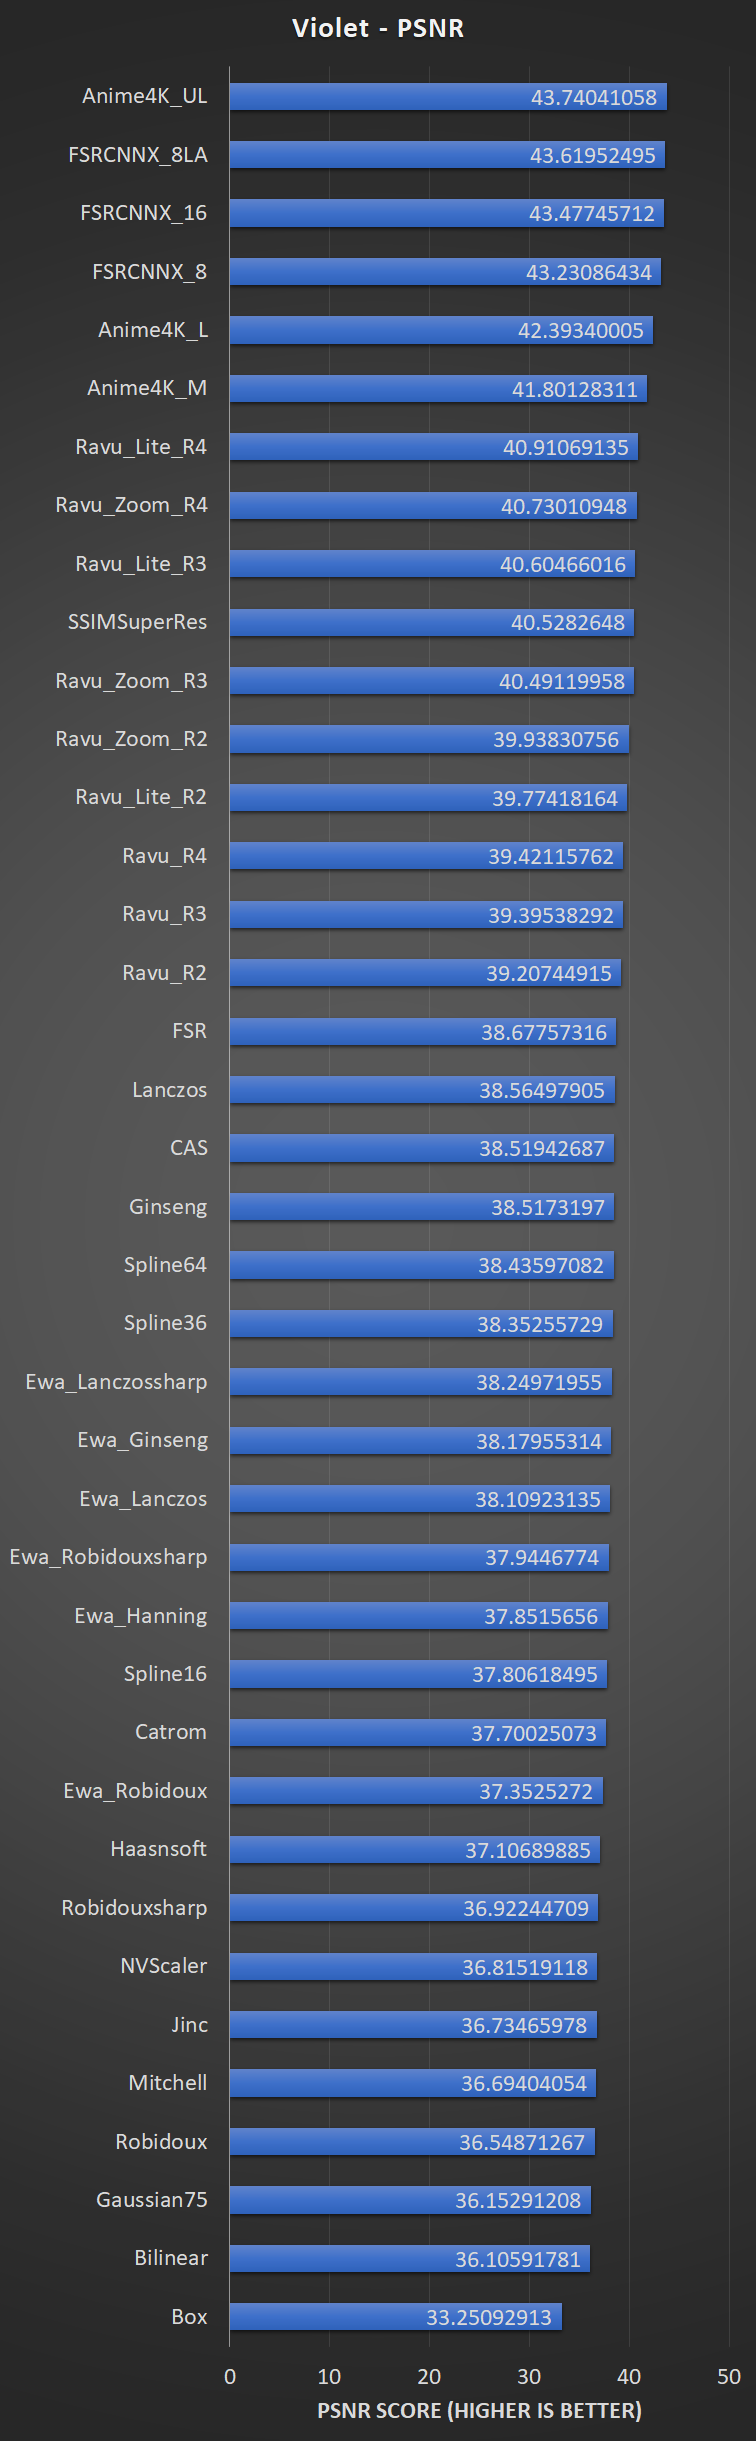 Violet - PSNR
Anime4K_UL 43.74041058
FSRCNNX_8LA 43.61952495
FSRCNNX_16 43.47745712
FSRCNNX_8 43.23086434
Anime4K_L 42.39340005
Anime4K_M 41.80128311
Ravu_Lite_R4 40.91069135
Ravu_Zoom_R4 40.73010948
Ravu_Lite_R3 40.60466016
SSIMSuperRes 40.5282648
Ravu_Zoom_R3 40.49119958
Ravu_Zoom_R2 39.93830756
Ravu_Lite_R2 39.77418164
Ravu_R4 39.42115762
Ravu_R3 39.39538292
Ravu_R2 39.20744915
FSR 38.67757316
Lanczos 38.56497905
CAS 38.51942687
Ginseng 38.5173197
Spline64 38.43597082
Spline36 38.35255729
Ewa_Lanczossharp 38.24971955
Ewa_Ginseng 38.17955314
Ewa_Lanczos 38.10923135
Ewa_Robidouxsharp 37.9446774
Ewa_Hanning 37.8515656
Spline16 37.80618495
Catrom 37.70025073
Ewa_Robidoux 37.3525272
Haasnsoft 37.10689885
Robidouxsharp 36.92244709
NVScaler 36.81519118
Jinc 36.73465978
Mitchell 36.69404054
Robidoux 36.54871267
Gaussian75 36.15291208
Bilinear 36.10591781
Box 33.25092913
0 10 20 30 40 50
PSNR SCORE (HIGHER IS BETTER)